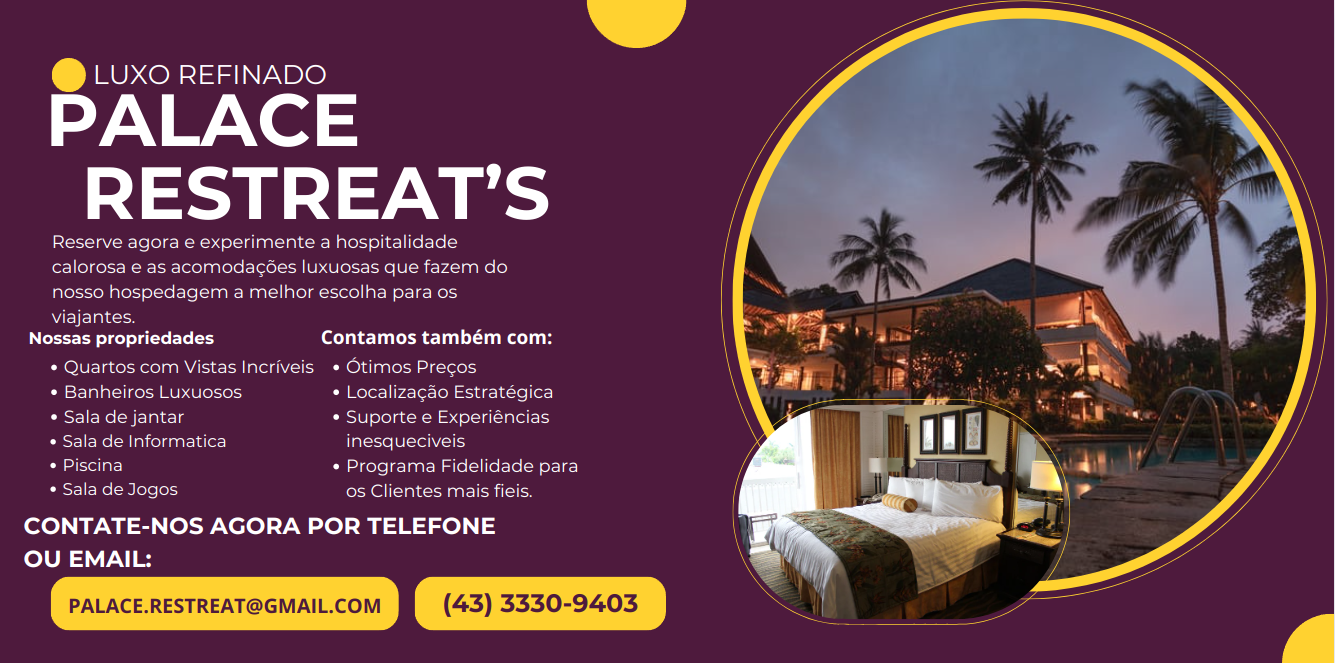 LUXO REFINADO
PALACE
RESTREAT'S
Reserve agora e experimente a hospitalidade
calorosa e as acomodações luxuosas que fazem do
nosso hospedagem a melhor escolha para os
viajantes.
Nossas propriedades
• Quartos com Vistas Incríveis
• Banheiros Luxuosos
• Sala de jantar
• Sala de Informatica
• Piscina
• Sala de Jogos
Contamos também com:
• Ótimos Preços
• Localização Estratégica
• Suporte e Experiências
inesqueciveis
• Programa Fidelidade para
os Clientes mais fieis.
CONTATE-NOS AGORA POR TELEFONE
OU EMAIL:
PALACE.RESTREAT@GMAIL.COM
(43) 3330-9403